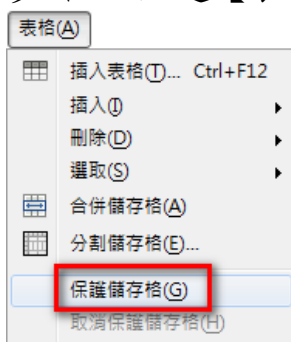 表格(A)
插入表格(T)... Ctrl+F12
插入(I)
刪除(D)
選取(S)
合併儲存格(A)
分割儲存格(E)...
保護儲存格(G)
取消保護儲存格(H)